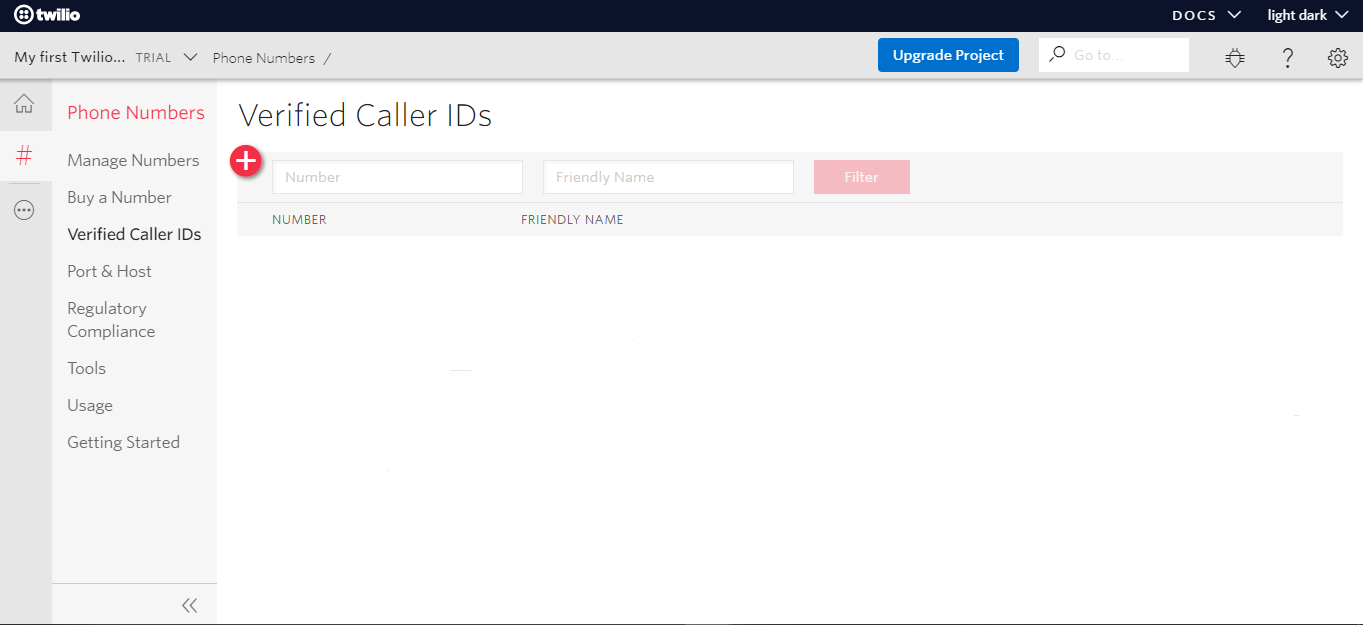 twilio
DOCS
light dark
My first Twilio... TRIAL
Phone Numbers /
Upgrade Project
Go to...
?
Phone Numbers
#
Manage Numbers
Buy a Number
Verified Caller IDs
Port & Host
Regulatory
Compliance
Tools
Usage
Getting Started
Verified Caller IDs
Number
Friendly Name
Filter
NUMBER
FRIENDLY NAME